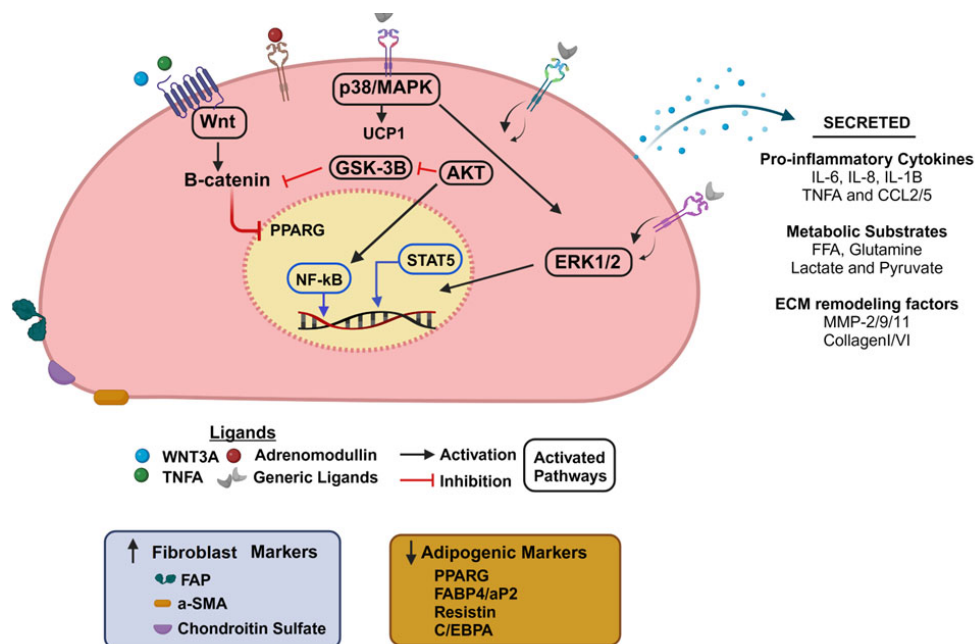 p38/MAPK
Wnt
UCP1
SECRETED
Pro-inflammatory Cytokines
IL-6, IL-8, IL-1B
TNFA and CCL2/5
B-catenin
GSK-3B
AKT
PPARG
NF-kB
STAT5
ERK1/2
Metabolic Substrates
FFA, Glutamine
Lactate and Pyruvate
ECM remodeling factors
MMP-2/9/11
CollagenI/VI
Ligands
WNT3A
Adrenomodullin
TNFA
Generic Ligands
Activation
Inhibition
Activated
Pathways
Fibroblast Markers
FAP
a-SMA
Chondroitin Sulfate
Adipogenic Markers
PPARG
FABP4/aP2
Resistin
C/EBPA